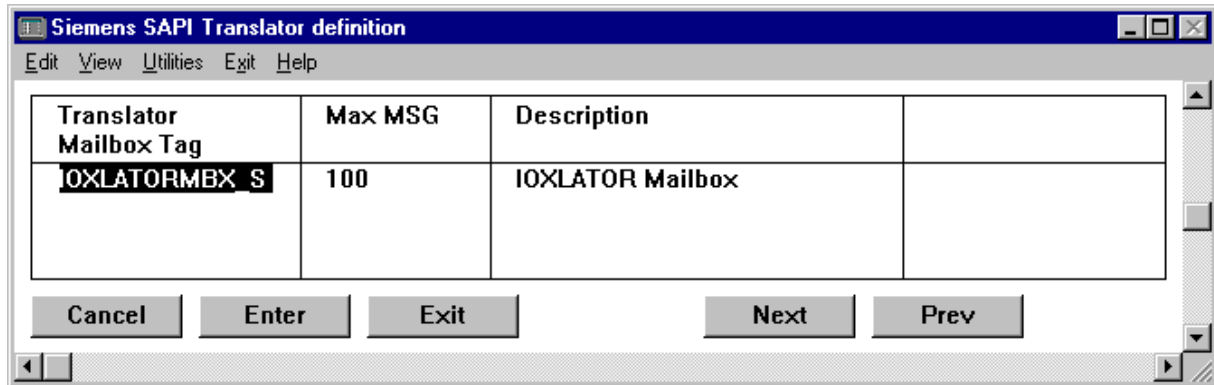 Siemens SAPI Translator definition
Edit View Utilities Exit Help
Translator Max MSG Description
Mailbox Tag
IOXLATORMBX_S 100 IOXLATOR Mailbox
Cancel Enter Exit Next Prev